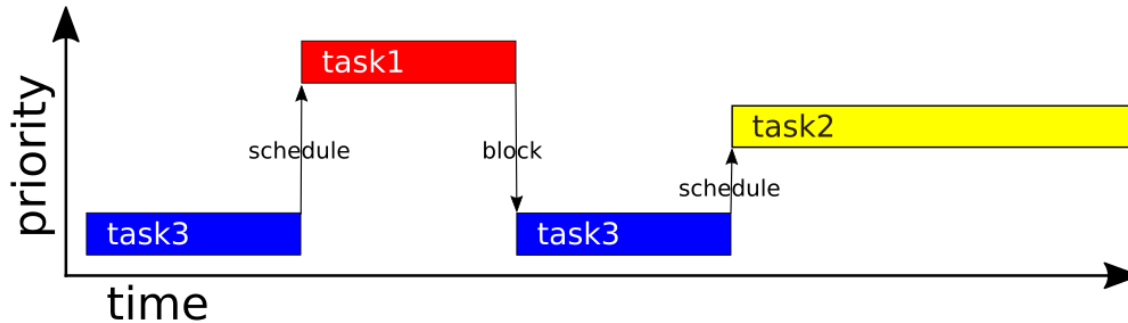 priority
task1
schedule
block
task2
schedule
task3
task3
time